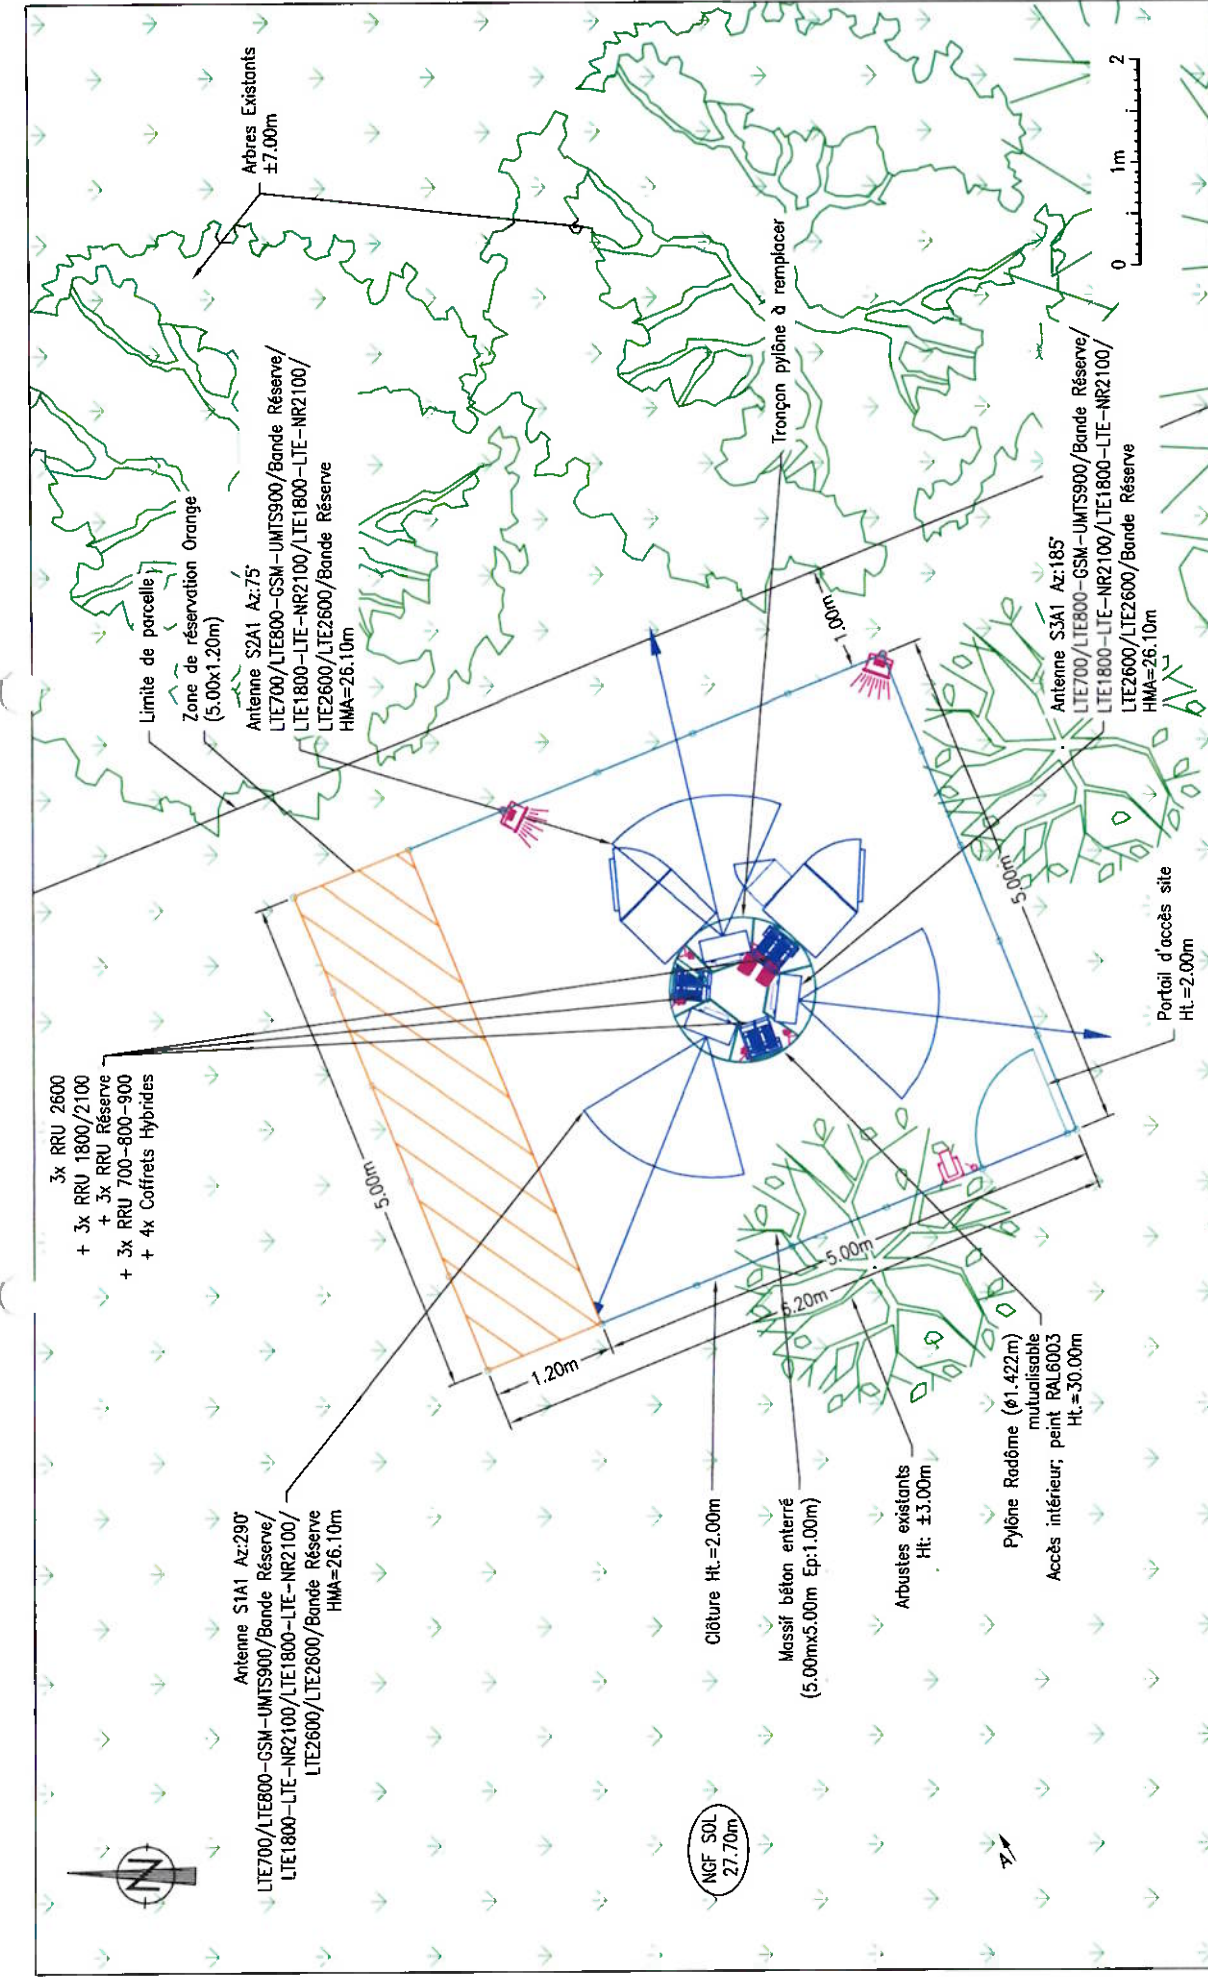 Arbres Existants
±7.00m
Limite de parcelle
Zone de réservation Orange
(5.00x1.20m)
Antenne S2A1 Az:75°
LTE700/LTE800-GSM-UMTS900/Bande Réserve/
LTE1800-LTE-NR2100/LTE1800-LTE-NR2100/
LTE2600/LTE2600/Bande Réserve
HMA=26.10m
3x RRU 2600
+ 3x RRU 1800/2100
+ 3x RRU Réserve
+ 3x RRU 700-800-900
+ 4x Coffrets Hybrides
Antenne S1A1 Az:290°
LTE700/LTE800-GSM-UMTS900/Bande Réserve/
LTE1800-LTE-NR2100/LTE1800-LTE-NR2100/
LTE2600/LTE2600/Bande Réserve
HMA=26.10m
N
Tronçon pylône à remplacer
1.00m
5.00m
1.20m
5.00m
6.20m
5.00m
Clôture Ht.=2.00m
Massif béton enterré
(5.00mx5.00m Ep:1.00m)
Arbustes existants
Ht: ±3.00m
Pylône Radôme (ø1.422m)
mutualisable
Accès intérieur; peint RAL6003
Ht.=30.00m
NGF SOL
27.70m
A
Antenne S3A1 Az:185°
LTE700/LTE800-GSM-UMTS900/Bande Réserve/
LTE1800-LTE-NR2100/LTE1800-LTE-NR2100/
LTE2600/LTE2600/Bande Réserve
HMA=26.10m
Portail d'accès site
Ht.=2.00m
0 1m 2